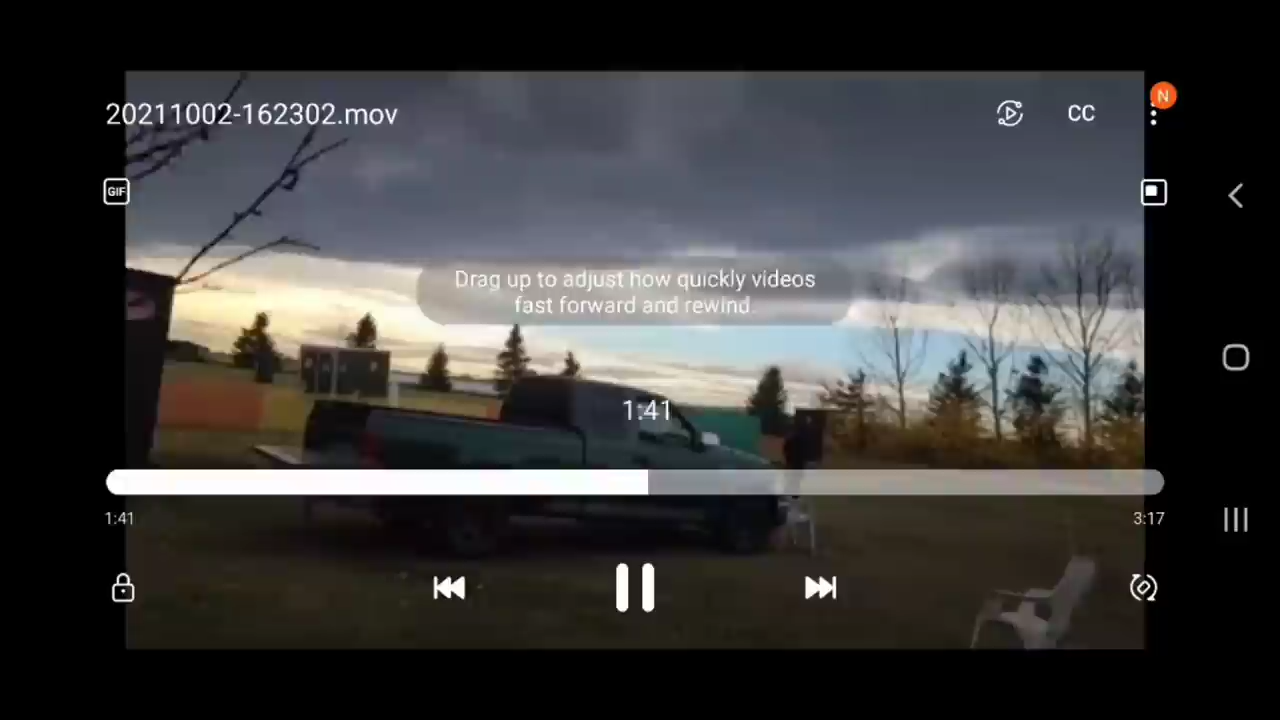 20211002-162302.mov
CC
N
GIF
Drag up to adjust how quickly videos
fast forward and rewind.
1:41
1:41
3:17